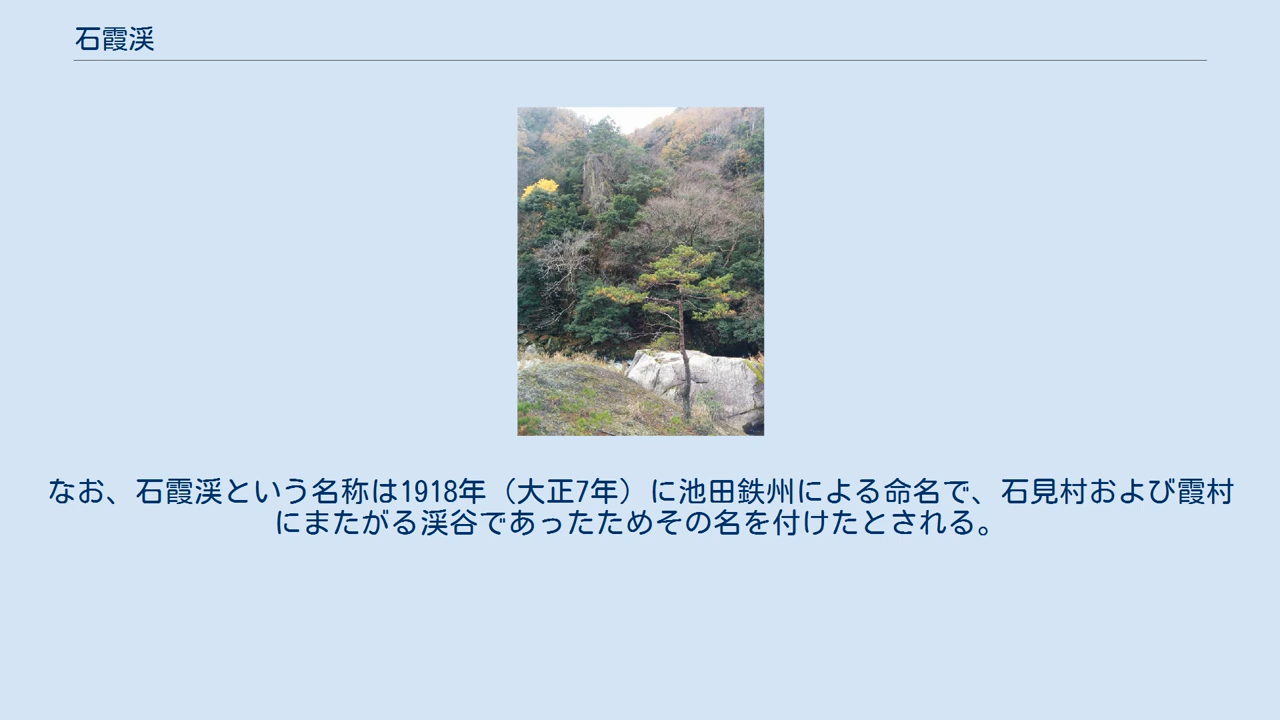 石霞渓
なお、石霞渓という名称は1918年（大正7年）に池田鉄州による命名で、石見村および霞村
にまたがる渓谷であったためその名を付けたとされる。